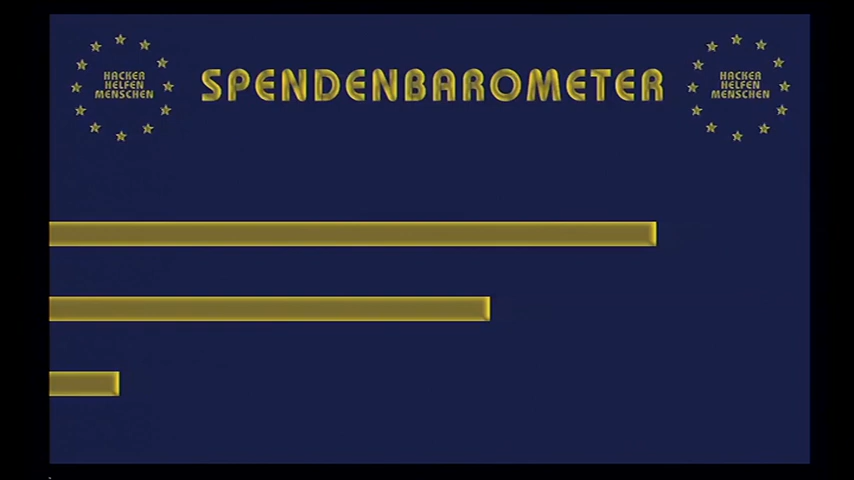 HACKER
HELFEN
MENSCHEN
SPENDENBAROMETER
HACKER
HELFEN
MENSCHEN